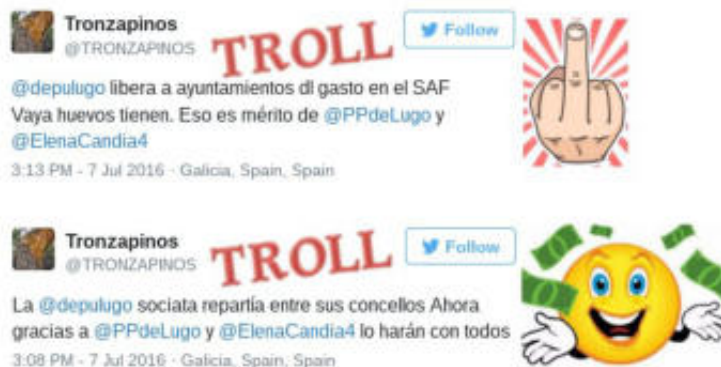 Tronzapinos
@TRONZAPINOS
TROLL
Follow
@depulugo libera a ayuntamientos dl gasto en el SAF
Vaya huevos tienen. Eso es mérito de @PPdeLugo y
@ElenaCandia4
3:13 PM - 7 Jul 2016 · Galicia, Spain, Spain
Tronzapinos
@TRONZAPINOS
TROLL
Follow
La @depulugo sociata repartía entre sus concellos Ahora
gracias a @PPdeLugo y @ElenaCandia4 lo harán con todos
3:08 PM - 7 Jul 2016 · Galicia, Spain, Spain